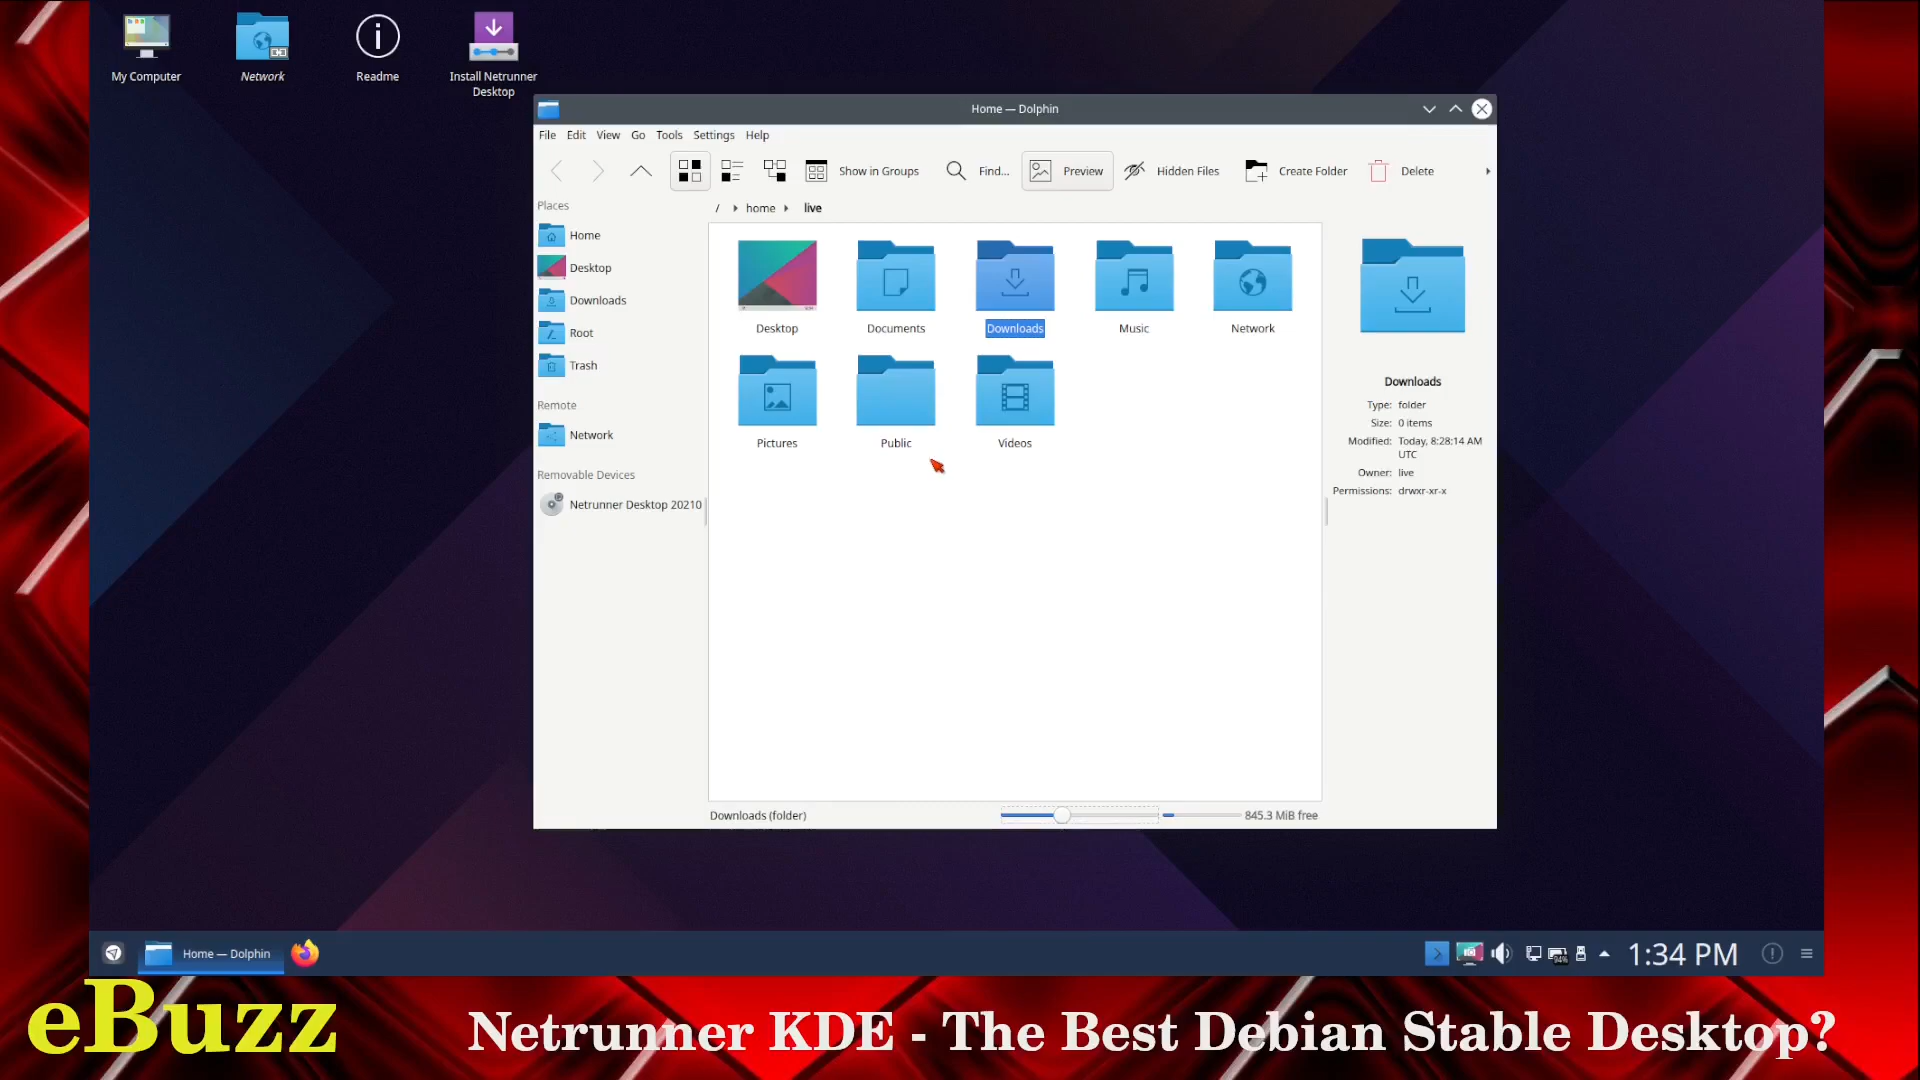 My Computer
Network
Readme
Install Netrunner
Desktop
Home — Dolphin
File Edit View Go Tools Settings Help
Show in Groups Find... Preview Hidden Files Create Folder Delete
Places
/ home live
Home
Desktop
Downloads
Root
Trash
Remote
Network
Removable Devices
Netrunner Desktop 20210
Desktop Documents Downloads Music Network
Pictures Public Videos
Downloads
Type: folder
Size: 0 items
Modified: Today, 8:28:14 AM
UTC
Owner: live
Permissions: drwxr-xr-x
Downloads (folder)
845.3 MiB free
Home — Dolphin
94%
1:34 PM
eBuzz
Netrunner KDE - The Best Debian Stable Desktop?